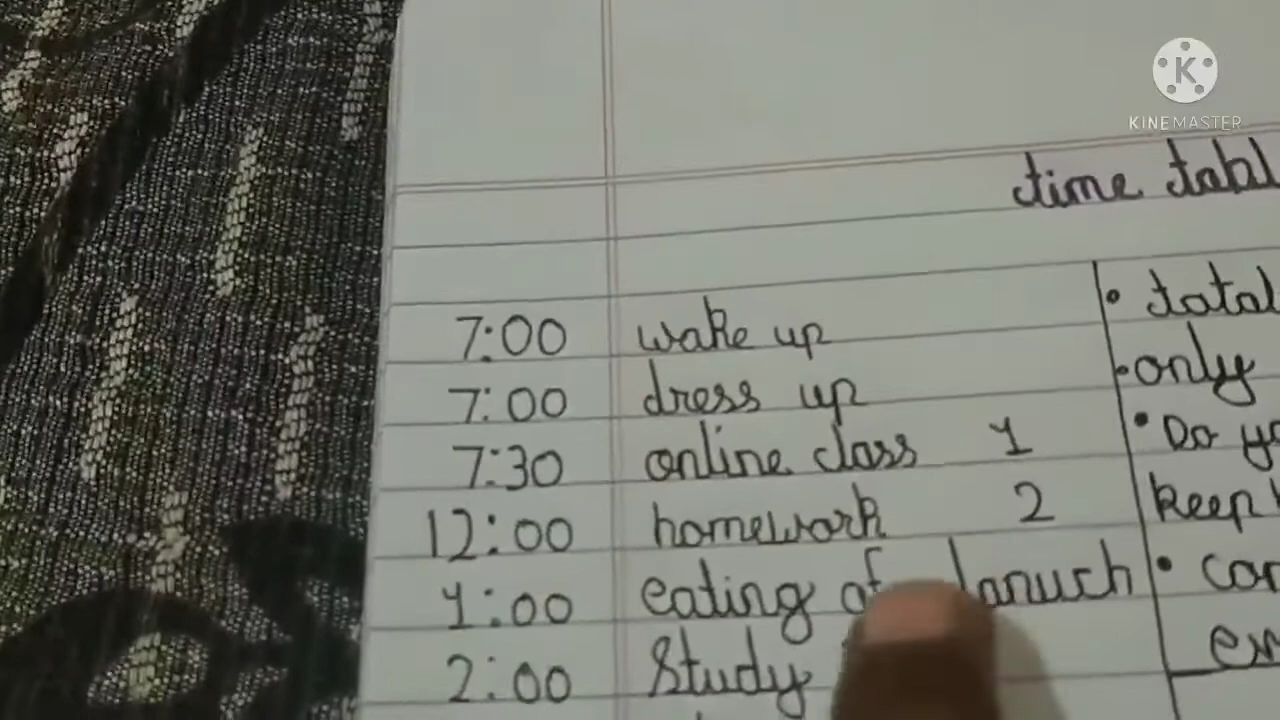 KINEMASTER
time tabl
7:00 wake up
• total
7:00 dress up
• only
7:30 online class 1
• Do yo
12:00 homework 2
keep
1:00 eating of lanuch
2:00 Study